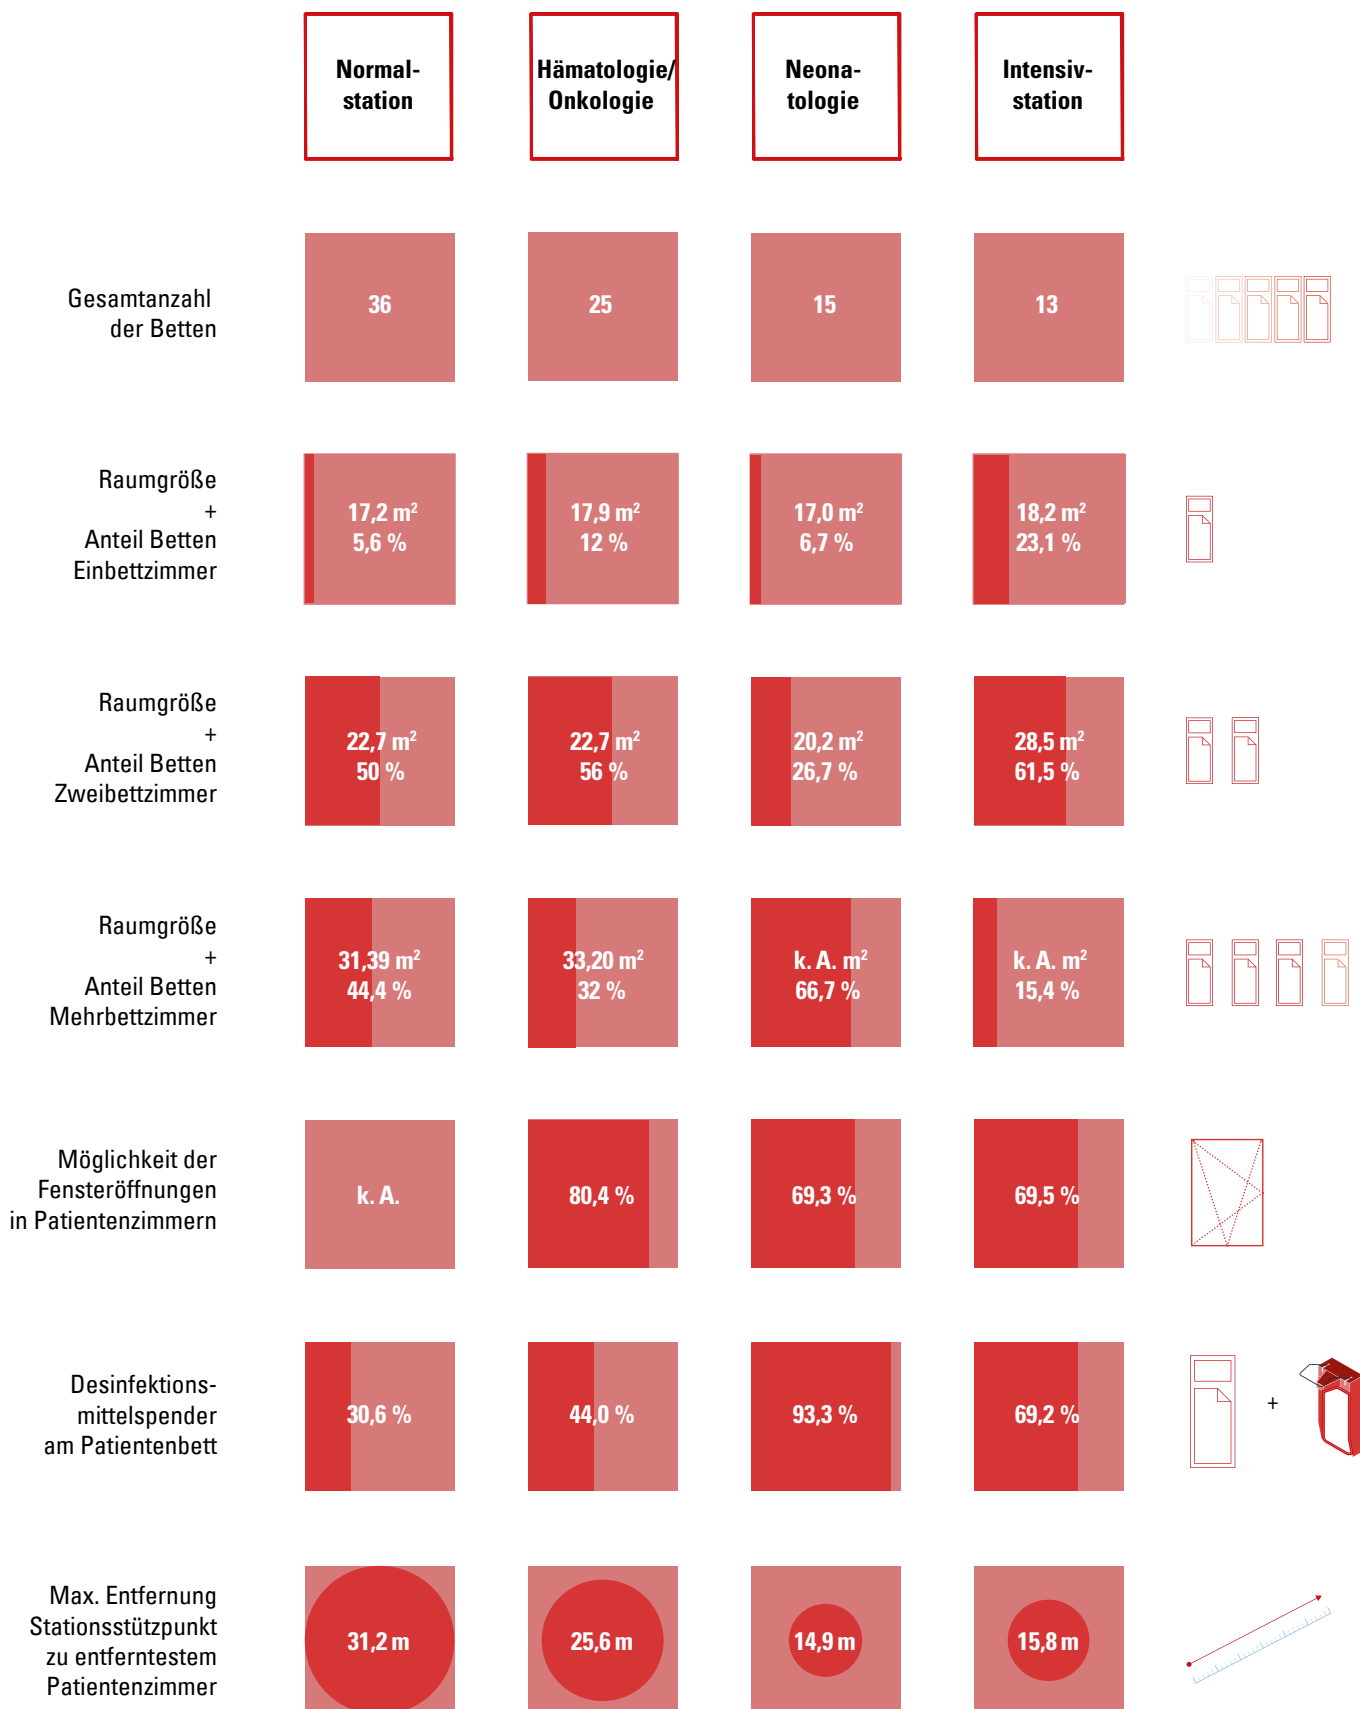 Normal-
station
Hämatologie/
Onkologie
Neona-
tologie
Intensiv-
station
Gesamtanzahl
der Betten
36
25
15
13
Raumgröße
+
Anteil Betten
Einbettzimmer
17,2 m²
5,6 %
17,9 m²
12 %
17,0 m²
6,7 %
18,2 m²
23,1 %
Raumgröße
+
Anteil Betten
Zweibettzimmer
22,7 m²
50 %
22,7 m²
56 %
20,2 m²
26,7 %
28,5 m²
61,5 %
Raumgröße
+
Anteil Betten
Mehrbettzimmer
31,39 m²
44,4 %
33,20 m²
32 %
k. A. m²
66,7 %
k. A. m²
15,4 %
Möglichkeit der
Fensteröffnungen
in Patientenzimmern
k. A.
80,4 %
69,3 %
69,5 %
Desinfektions-
mittelspender
am Patientenbett
30,6 %
44,0 %
93,3 %
69,2 %
+
Max. Entfernung
Stationsstützpunkt
zu entferntestem
Patientenzimmer
31,2 m
25,6 m
14,9 m
15,8 m